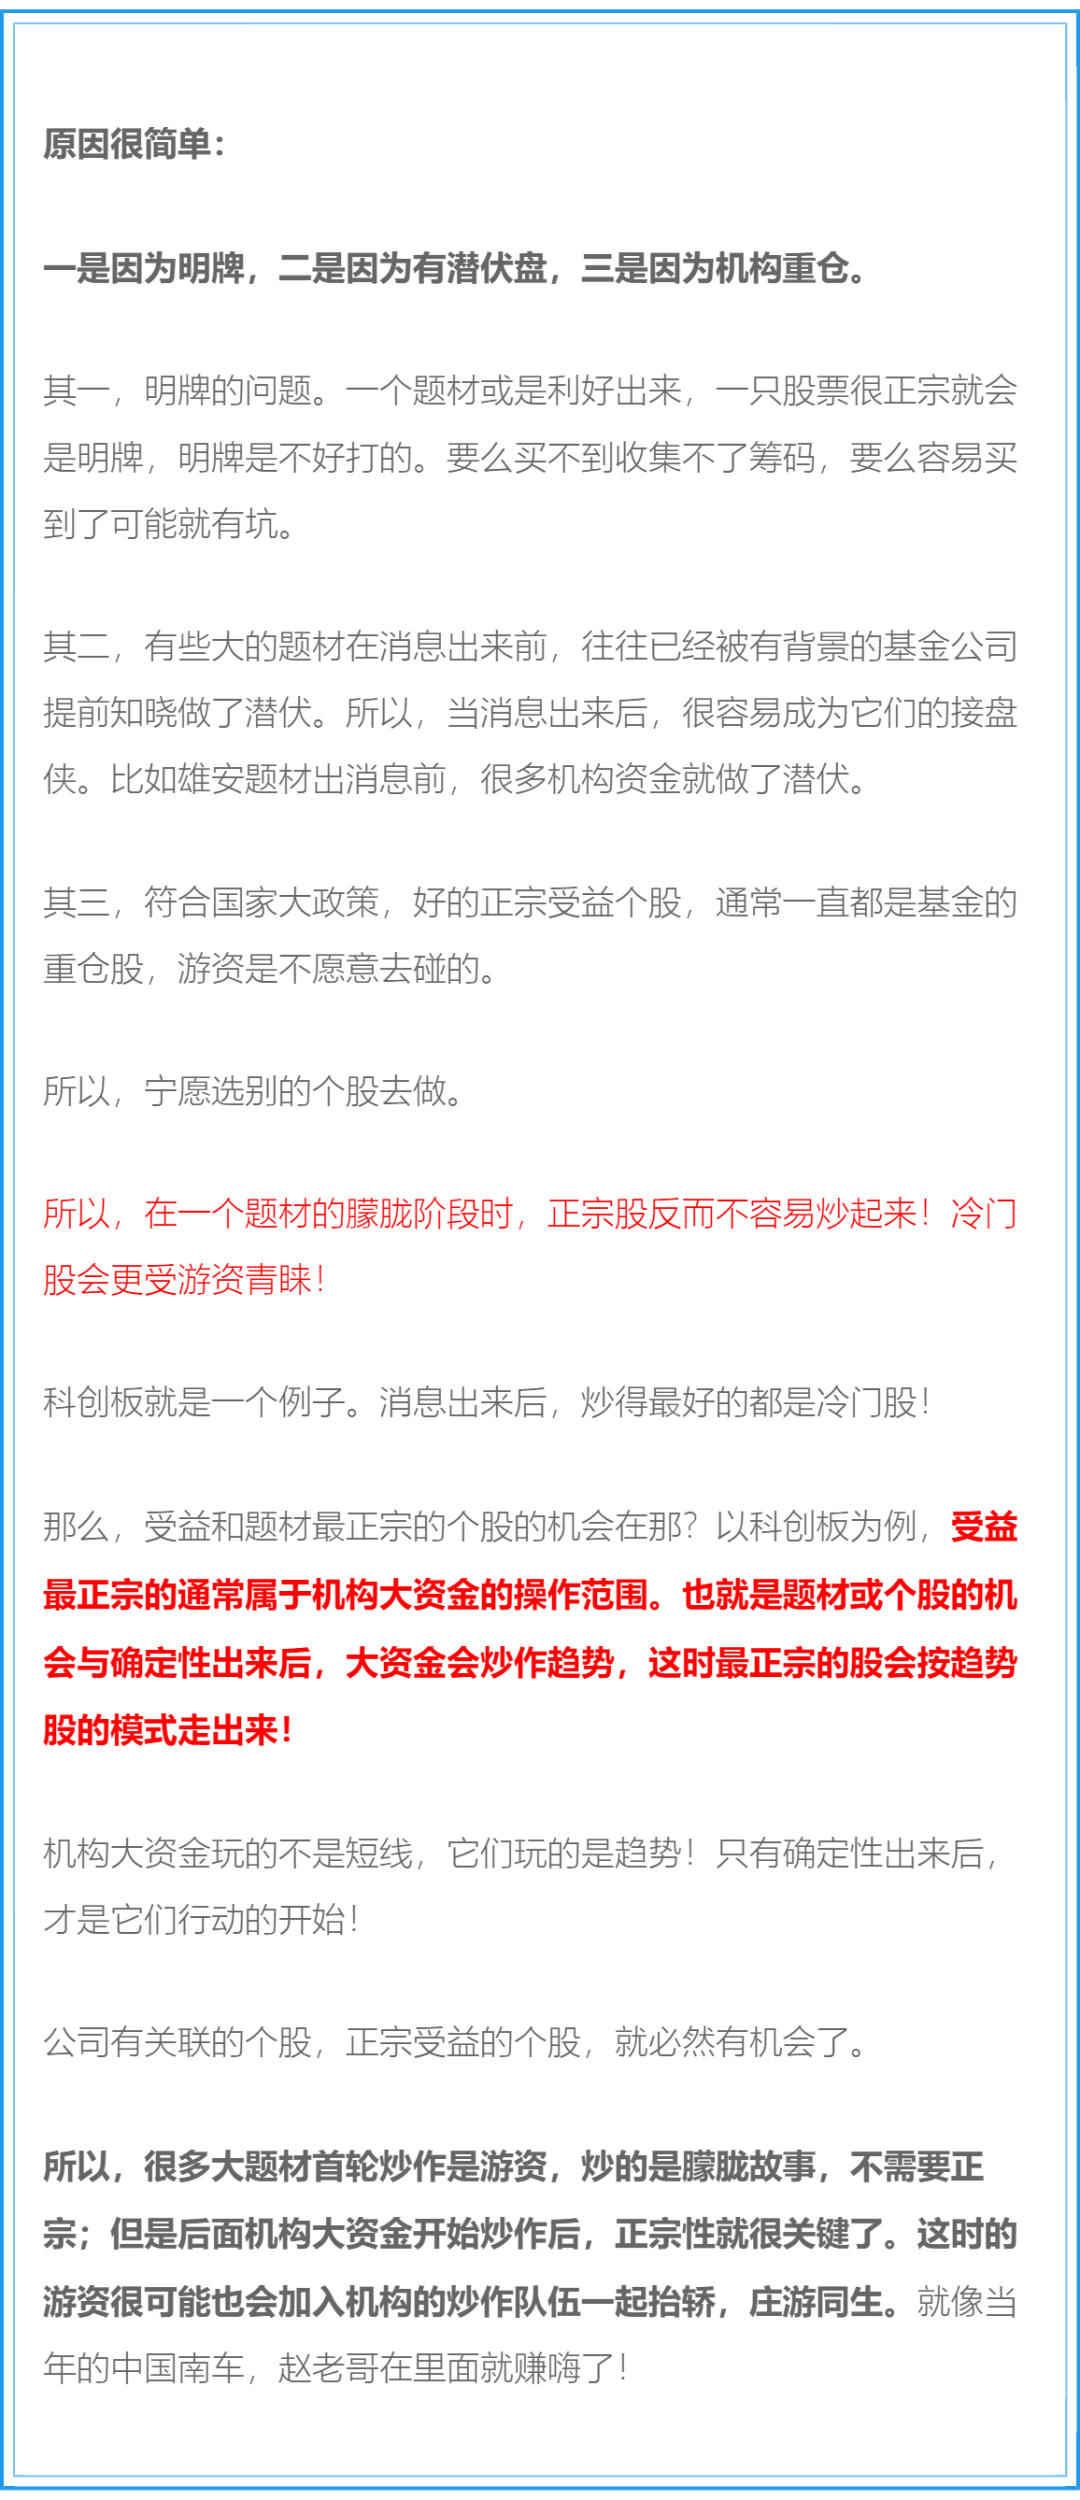 原因很简单：
一是因为明牌，二是因为有潜伏盘，三是因为机构重仓。
其一，明牌的问题。一个题材或是利好出来，一只股票很正宗就会
是明牌，明牌是不好打的。要么买不到收集不了筹码，要么容易买
到了可能就有坑。
其二，有些大的题材在消息出来前，往往已经被有背景的基金公司
提前知晓做了潜伏。所以，当消息出来后，很容易成为它们的接盘
侠。比如雄安题材出消息前，很多机构资金就做了潜伏。
其三，符合国家大政策，好的正宗受益个股，通常一直都是基金的
重仓股，游资是不愿意去碰的。
所以，宁愿选别的个股去做。
所以，在一个题材的朦胧阶段时，正宗股反而不容易炒起来！冷门
股会更受游资青睐！
科创板就是一个例子。消息出来后，炒得最好的都是冷门股！
那么，受益和题材最正宗的个股的机会在那？以科创板为例，受益
最正宗的通常属于机构大资金的操作范围。也就是题材或个股的机
会与确定性出来后，大资金会炒作趋势，这时最正宗的股会按趋势
股的模式走出来！
机构大资金玩的不是短线，它们玩的是趋势！只有确定性出来后，
才是它们行动的开始！
公司有关联的个股，正宗受益的个股，就必然有机会了。
所以，很多大题材首轮炒作是游资，炒的是朦胧故事，不需要正
宗；但是后面机构大资金开始炒作后，正宗性就很关键了。这时的
游资很可能也会加入机构的炒作队伍一起抬轿，庄游同生。就像当
年的中国南车，赵老哥在里面就赚嗨了！